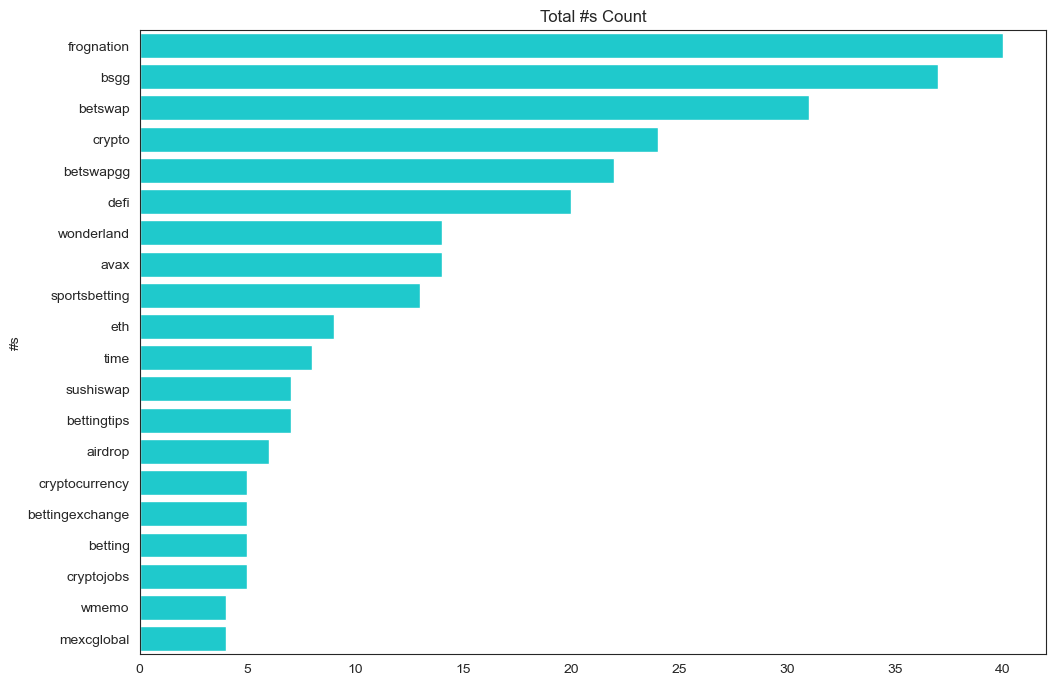 Total #s Count
frognation
bsgg
betswap
crypto
betswapgg
defi
wonderland
avax
sportsbetting
eth
time
sushiswap
bettingtips
airdrop
cryptocurrency
bettingexchange
betting
cryptojobs
wmemo
mexcglobal
#s
0 5 10 15 20 25 30 35 40